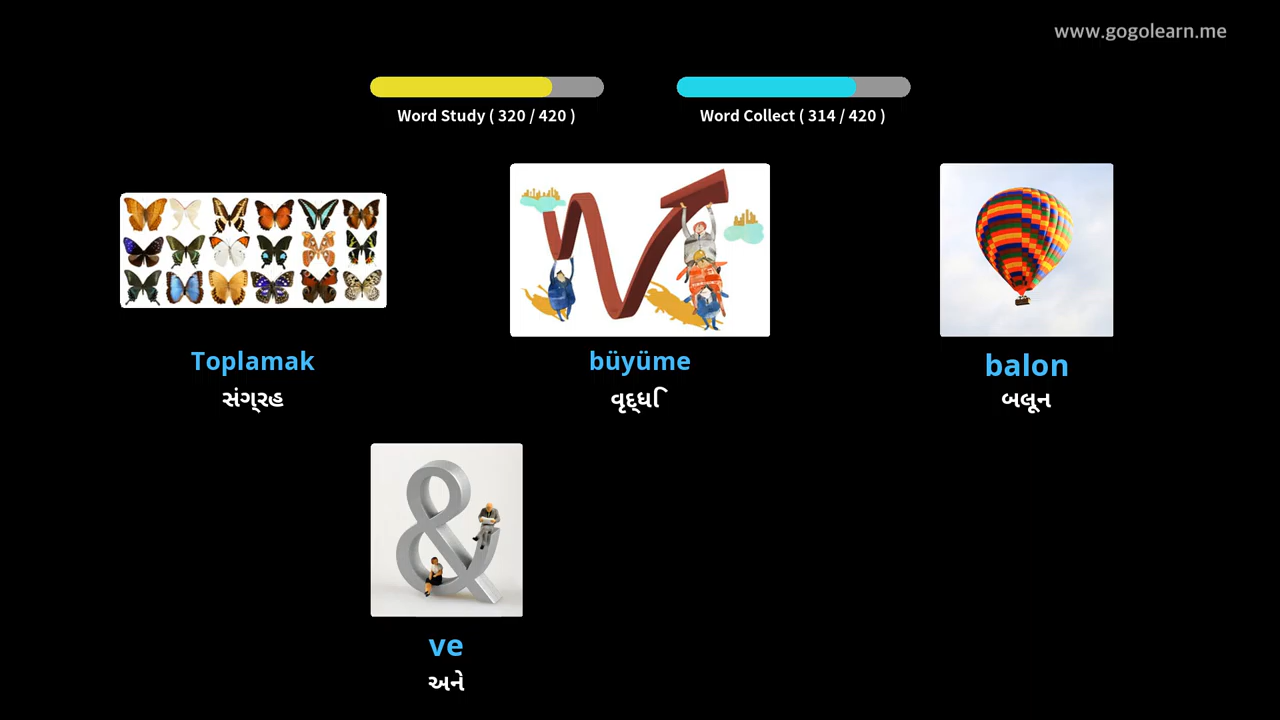 www.gogolearn.me
Word Study ( 320 / 420 )
Word Collect ( 314 / 420 )
Toplamak
સંગ્રહ
büyüme
વૃદ્ધિ
balon
બલૂન
&
ve
અને